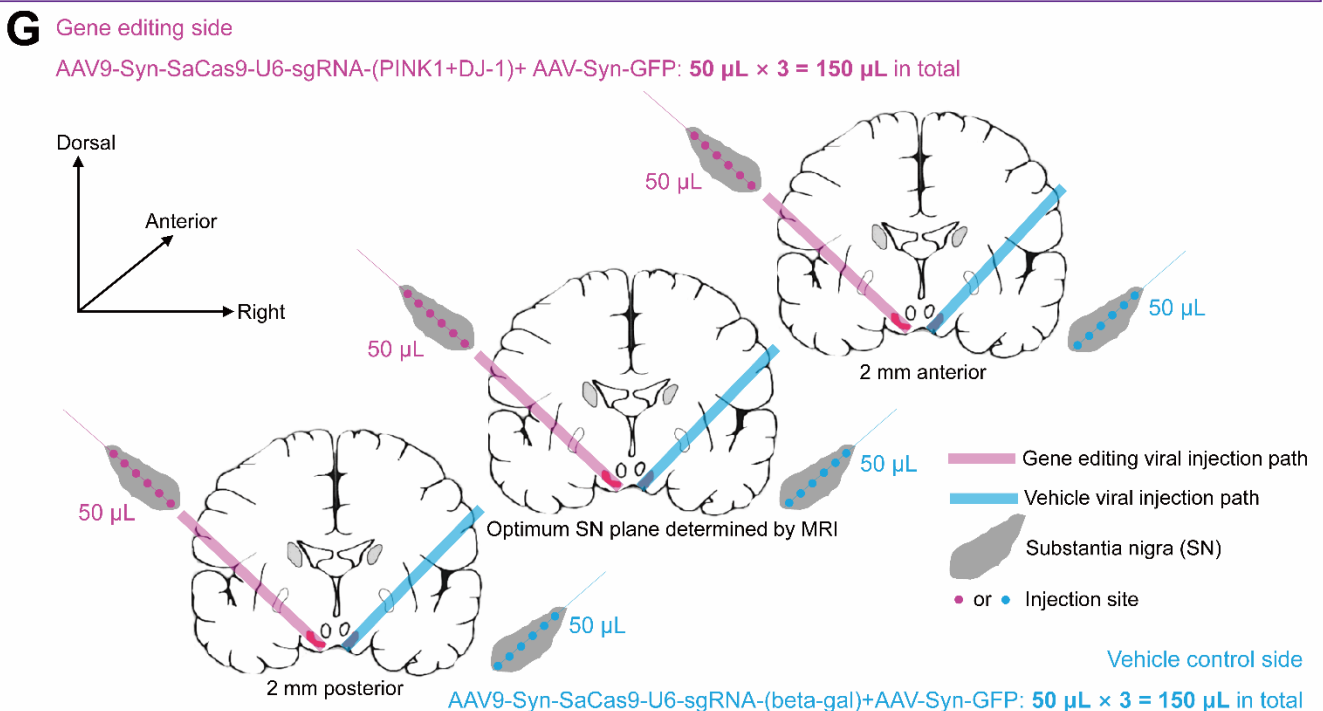 G
Gene editing side
AAV9-Syn-SaCas9-U6-sgRNA-(PINK1+DJ-1)+ AAV-Syn-GFP: 50 µL × 3 = 150 µL in total
Dorsal
Anterior
Right
50 µL
50 µL
2 mm anterior
50 µL
50 µL
Optimum SN plane determined by MRI
50 µL
50 µL
2 mm posterior
Gene editing viral injection path
Vehicle viral injection path
Substantia nigra (SN)
or
Injection site
Vehicle control side
AAV9-Syn-SaCas9-U6-sgRNA-(beta-gal)+AAV-Syn-GFP: 50 µL × 3 = 150 µL in total